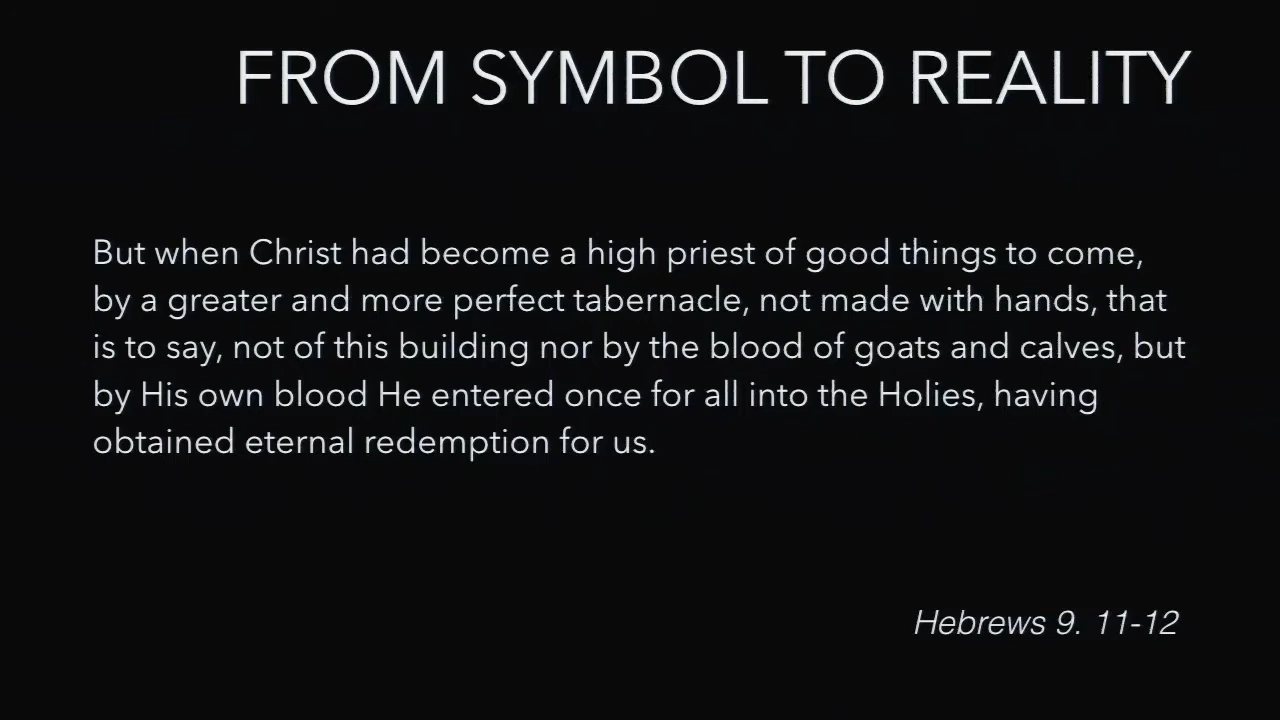 FROM SYMBOL TO REALITY
But when Christ had become a high priest of good things to come,
by a greater and more perfect tabernacle, not made with hands, that
is to say, not of this building nor by the blood of goats and calves, but
by His own blood He entered once for all into the Holies, having
obtained eternal redemption for us.
Hebrews 9. 11-12